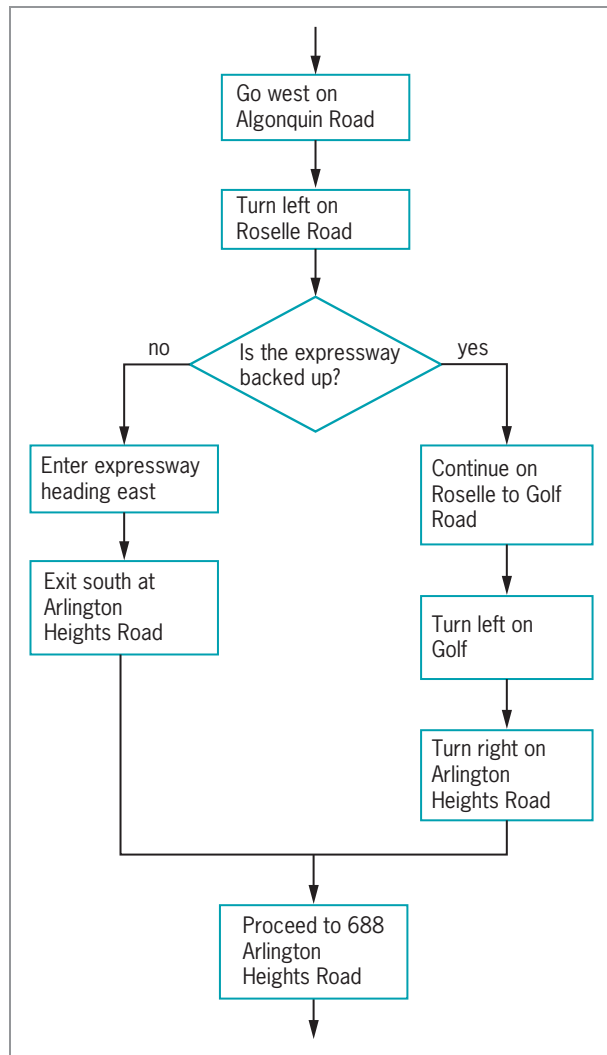 Go west on
Algonquin Road
Turn left on
Roselle Road
Is the expressway
backed up?
no
yes
Enter expressway
heading east
Exit south at
Arlington
Heights Road
Continue on
Roselle to Golf
Road
Turn left on
Golf
Turn right on
Arlington
Heights Road
Proceed to 688
Arlington
Heights Road